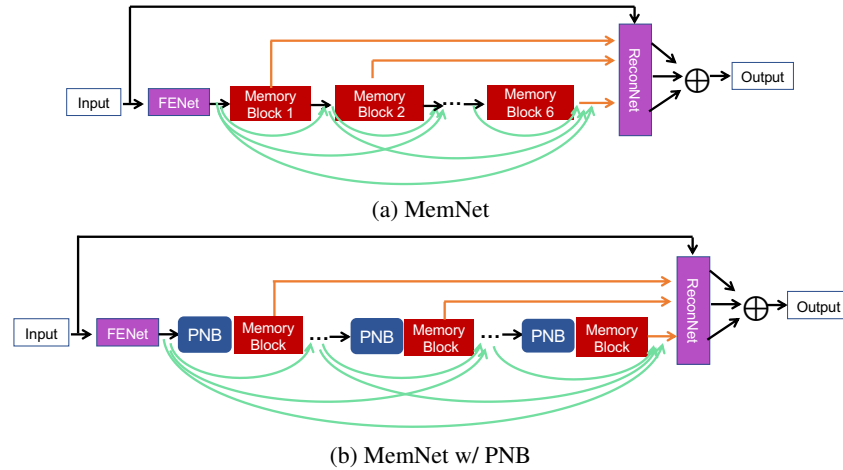 Input
FENet
Memory
Block 1
Memory
Block 2
...
Memory
Block 6
ReconNet
Output
(a) MemNet
Input
FENet
PNB
Memory
Block
...
PNB
Memory
Block
...
PNB
Memory
Block
ReconNet
Output
(b) MemNet w/ PNB